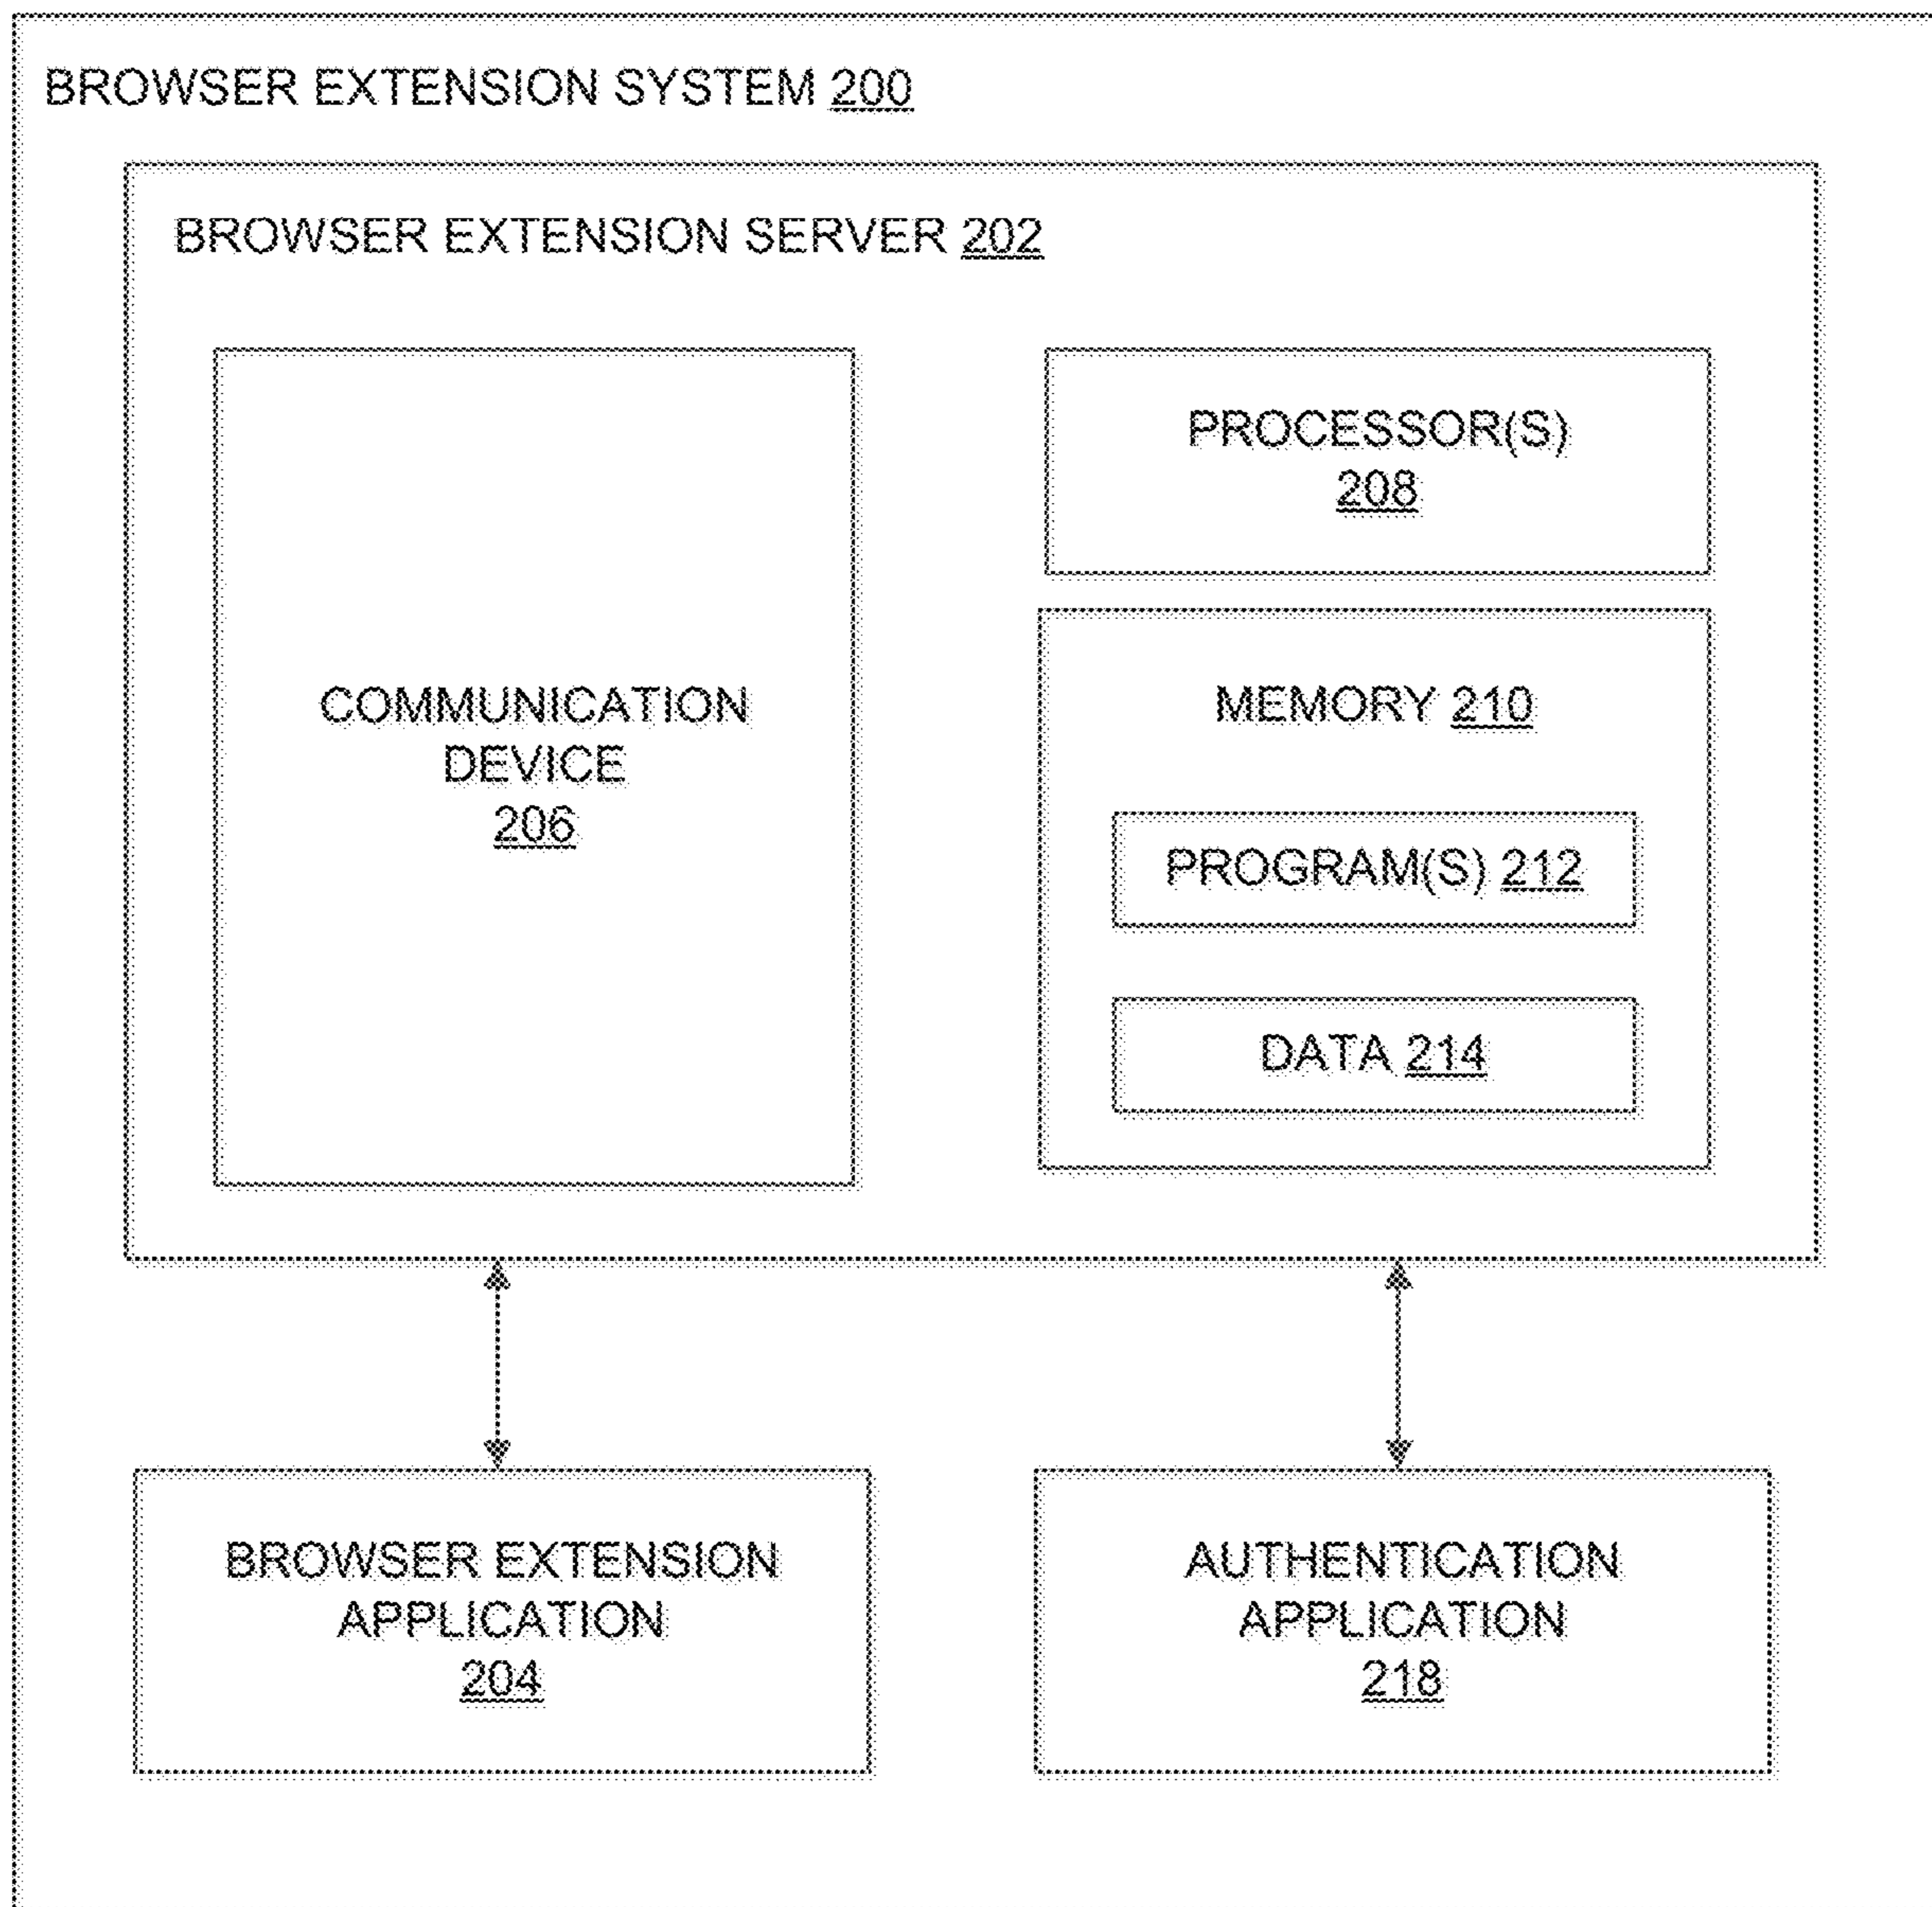 BROWSER EXTENSION SYSTEM 200
BROWSER EXTENSION SERVER 202
COMMUNICATION
DEVICE
206
PROCESSOR(S)
208
MEMORY 210
PROGRAM(S) 212
DATA 214
BROWSER EXTENSION
APPLICATION
204
AUTHENTICATION
APPLICATION
218